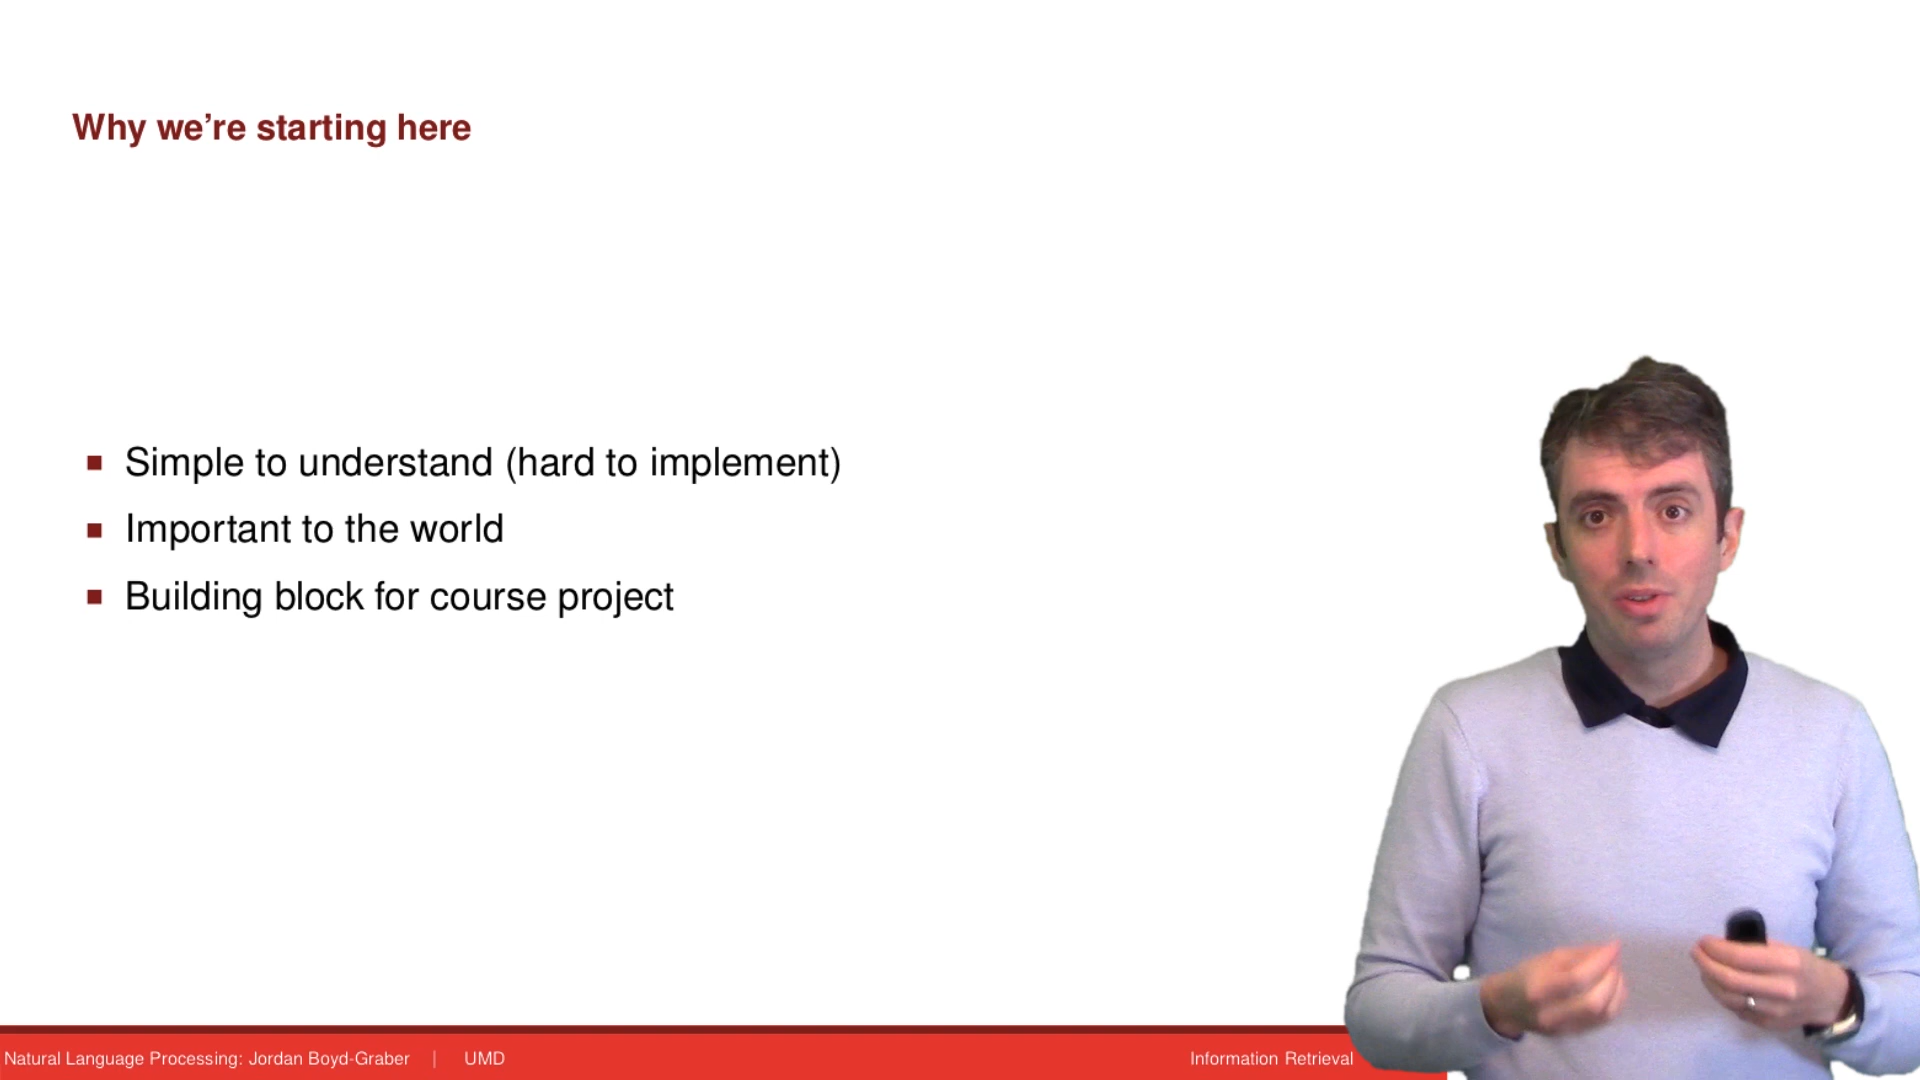 Why we're starting here
Simple to understand (hard to implement)
Important to the world
Building block for course project
Natural Language Processing: Jordan Boyd-Graber | UMD
Information Retrieval